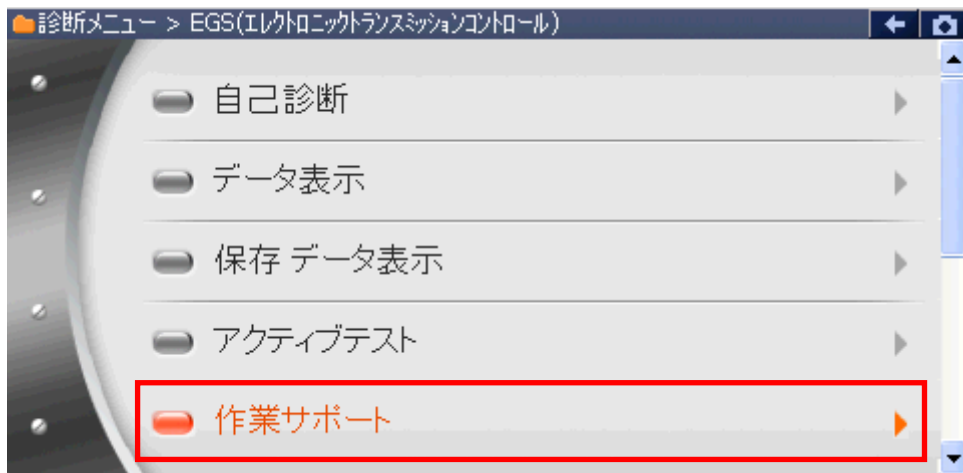 診断メニュー > EGS(エレクトロニックトランスミッションコントロール)
自己診断
データ表示
保存 データ表示
アクティブテスト
作業サポート